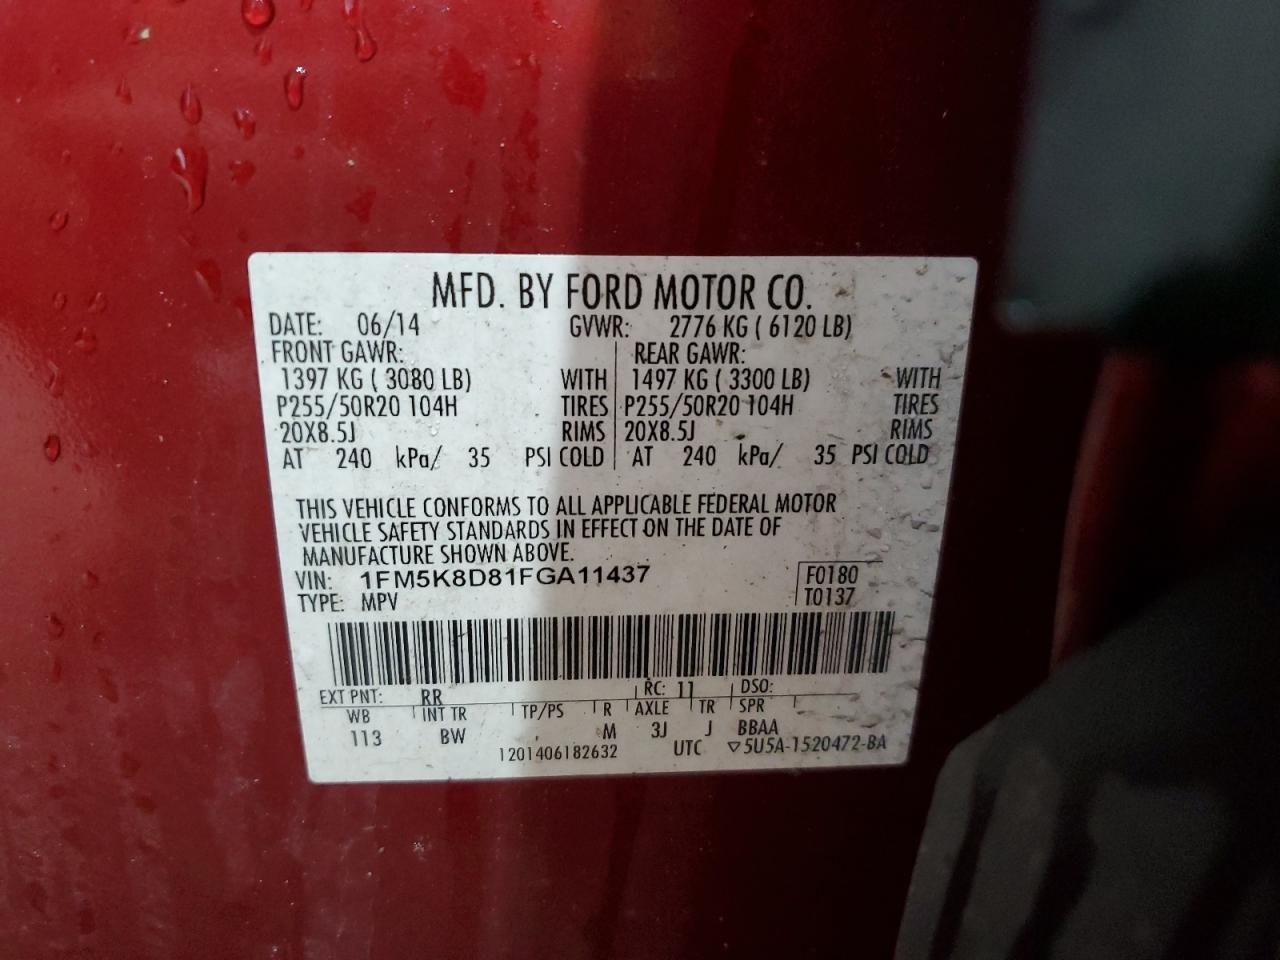 MFD. BY FORD MOTOR CO.
DATE: 06/14 GVWR: 2776 KG ( 6120 LB)
FRONT GAWR: REAR GAWR:
1397 KG ( 3080 LB) WITH 1497 KG ( 3300 LB) WITH
P255/50R20 104H TIRES P255/50R20 104H TIRES
20X8.5J RIMS 20X8.5J RIMS
AT 240 kPa/ 35 PSI COLD AT 240 kPa/ 35 PSI COLD
THIS VEHICLE CONFORMS TO ALL APPLICABLE FEDERAL MOTOR
VEHICLE SAFETY STANDARDS IN EFFECT ON THE DATE OF
MANUFACTURE SHOWN ABOVE.
VIN: 1FM5K8D81FGA11437 F0180
TYPE: MPV T0137
EXT PNT: RR RC: 11 DSO:
WB INT TR TP/PS R AXLE TR SPR
113 BW M 3J J BBAA
1201406182632 UTC ▽5U5A-1520472-BA